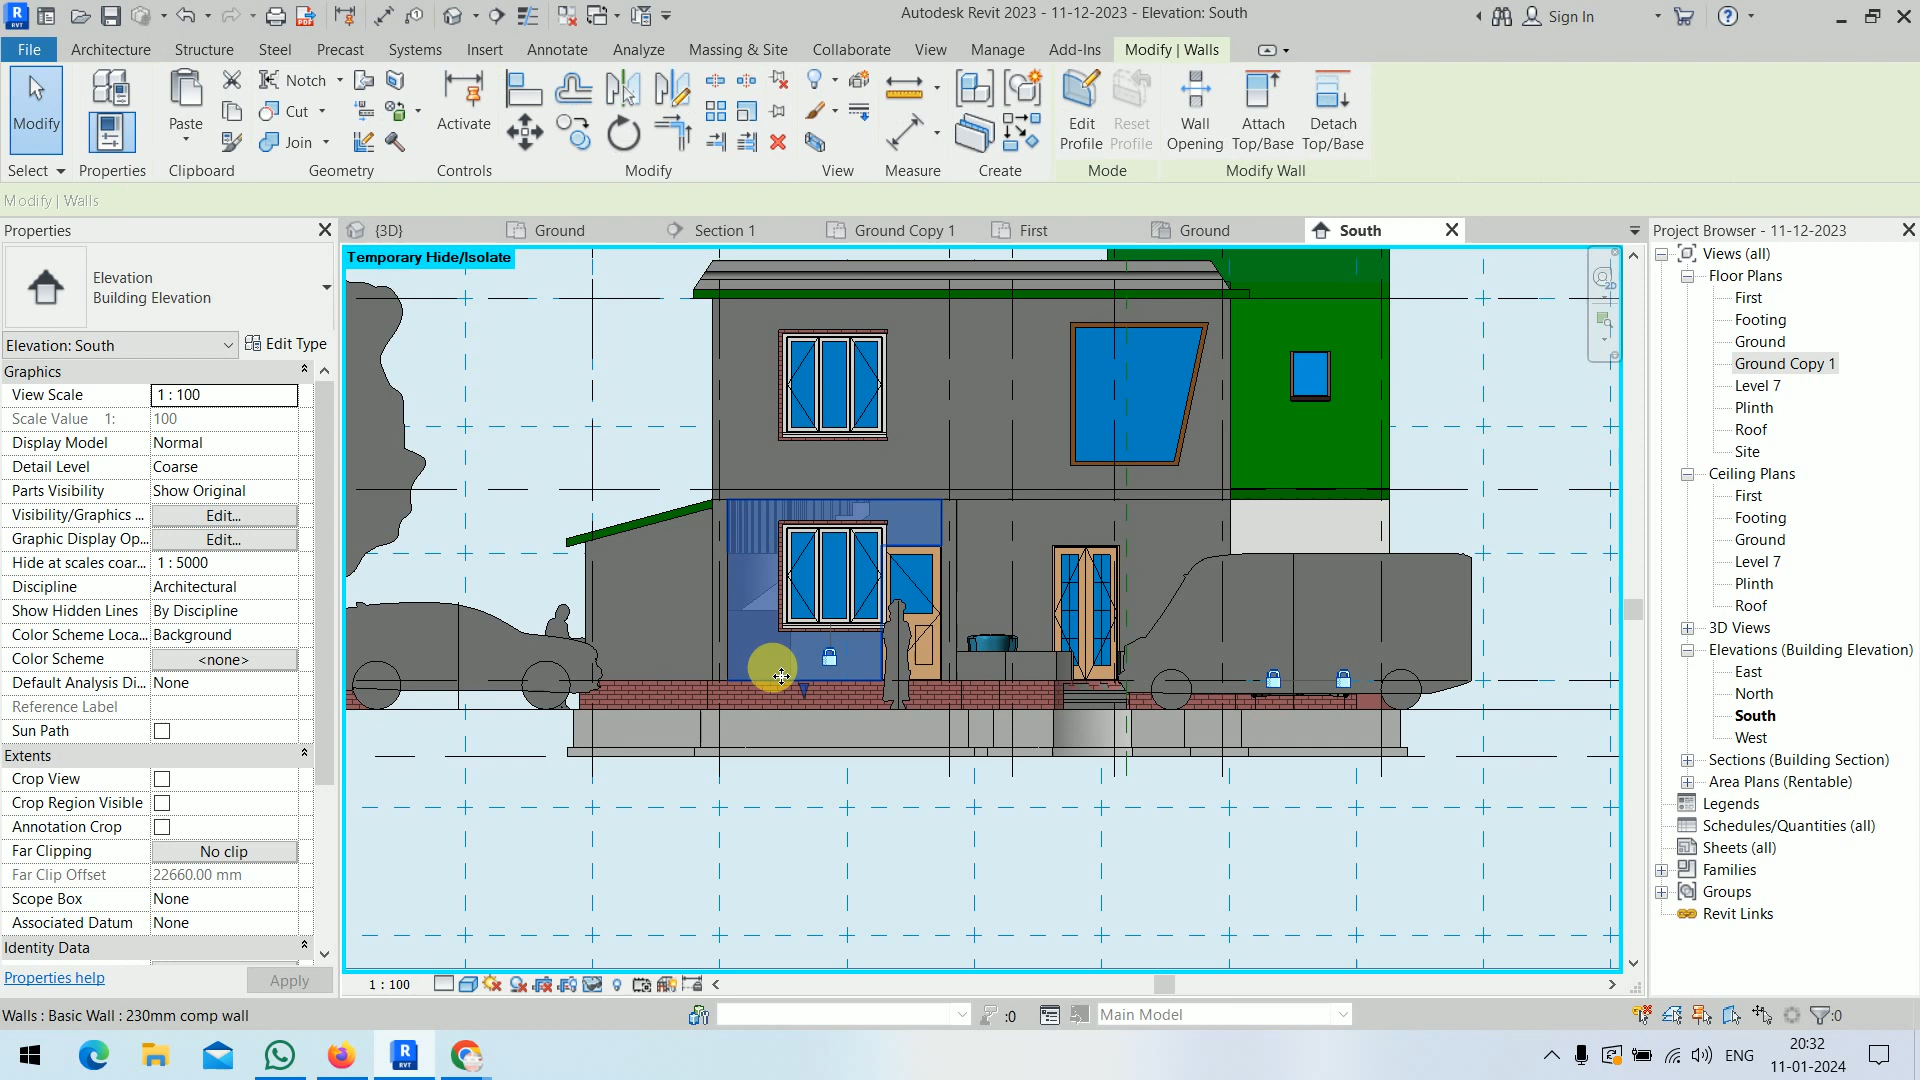 Autodesk Revit 2023 - 11-12-2023 - Elevation: South
Sign In
File Architecture Structure Steel Precast Systems Insert Annotate Analyze Massing & Site Collaborate View Manage Add-Ins Modify | Walls
Modify
Select
Properties
Paste
Clipboard
Notch
Cut
Join
Geometry
Activate
Controls
Modify
View
Measure
Create
Edit Profile
Reset Profile
Mode
Wall Opening
Attach Top/Base
Detach Top/Base
Modify Wall
Modify | Walls
Properties
Elevation
Building Elevation
Elevation: South
Edit Type
Graphics
View Scale 1 : 100
Scale Value 1: 100
Display Model Normal
Detail Level Coarse
Parts Visibility Show Original
Visibility/Graphics ... Edit...
Graphic Display Op... Edit...
Hide at scales coar... 1 : 5000
Discipline Architectural
Show Hidden Lines By Discipline
Color Scheme Loca... Background
Color Scheme <none>
Default Analysis Di... None
Reference Label
Sun Path
Extents
Crop View
Crop Region Visible
Annotation Crop
Far Clipping No clip
Far Clip Offset 22660.00 mm
Scope Box None
Associated Datum None
Identity Data
Properties help
Apply
{3D} Ground Section 1 Ground Copy 1 First Ground South
Temporary Hide/Isolate
2D
Project Browser - 11-12-2023
Views (all)
Floor Plans
First
Footing
Ground
Ground Copy 1
Level 7
Plinth
Roof
Site
Ceiling Plans
First
Footing
Ground
Level 7
Plinth
Roof
3D Views
Elevations (Building Elevation)
East
North
South
West
Sections (Building Section)
Area Plans (Rentable)
Legends
Schedules/Quantities (all)
Sheets (all)
Families
Groups
Revit Links
1 : 100
Walls : Basic Wall : 230mm comp wall
:0
Main Model
:0
ENG
20:32
11-01-2024